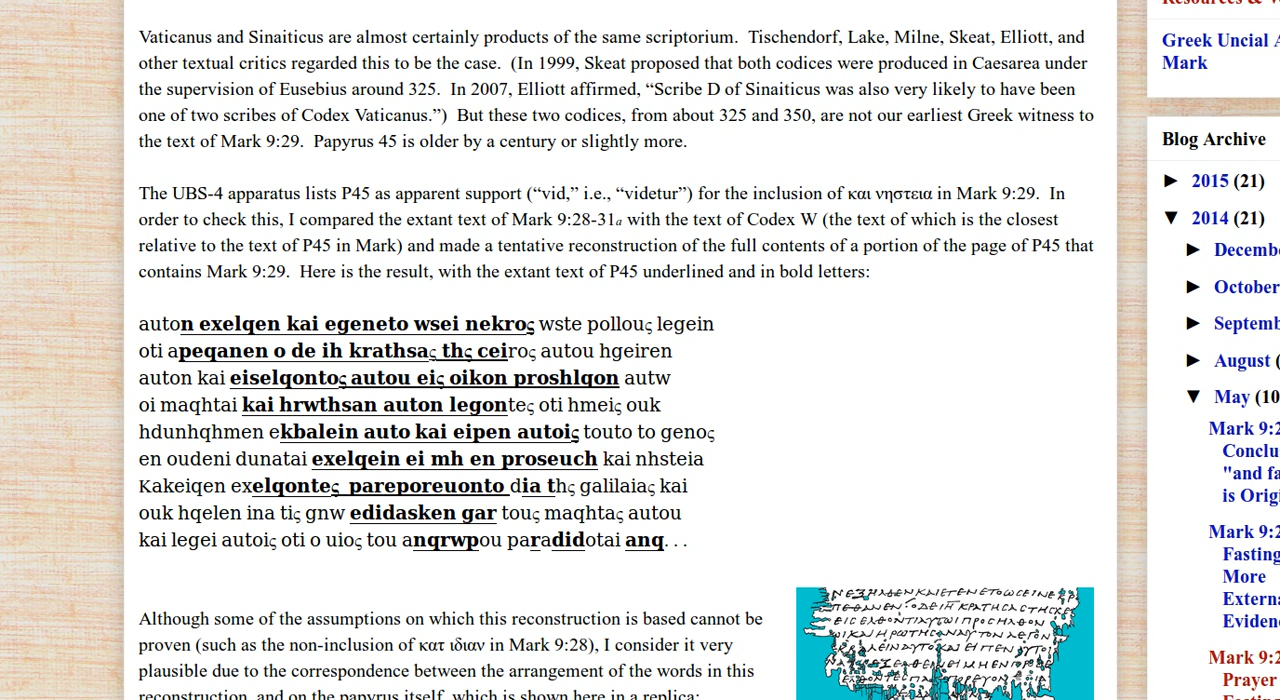 Vaticanus and Sinaiticus are almost certainly products of the same scriptorium.  Tischendorf, Lake, Milne, Skeat, Elliott, and
other textual critics regarded this to be the case.  (In 1999, Skeat proposed that both codices were produced in Caesarea under
the supervision of Eusebius around 325.  In 2007, Elliott affirmed, “Scribe D of Sinaiticus was also very likely to have been
one of two scribes of Codex Vaticanus.”)  But these two codices, from about 325 and 350, are not our earliest Greek witness to
the text of Mark 9:29.  Papyrus 45 is older by a century or slightly more.
The UBS-4 apparatus lists P45 as apparent support (“vid,” i.e., “videtur”) for the inclusion of και νηστεια in Mark 9:29.  In
order to check this, I compared the extant text of Mark 9:28-31a with the text of Codex W (the text of which is the closest
relative to the text of P45 in Mark) and made a tentative reconstruction of the full contents of a portion of the page of P45 that
contains Mark 9:29.  Here is the result, with the extant text of P45 underlined and in bold letters:
auton exelqen kai egeneto wsei nekroς wste pollouς legein
oti apeqanen o de ih krathsaς thς ceiroς autou hgeiren
auton kai eiselqontoς autou eiς oikon proshlqon autw
oi maqhtai kai hrwthsan auton legonteς oti hmeiς ouk
hdunhqhmen ekbalein auto kai eipen autoiς touto to genoς
en oudeni dunatai exelqein ei mh en proseuch kai nhsteia
Kakeiqen exelqonteς pareporeuonto dia thς galilaiaς kai
ouk hqelen ina tiς gnw edidasken gar touς maqhtaς autou
kai legei autoiς oti o uioς tou anqrwpou paradidotai anq. . .
Although some of the assumptions on which this reconstruction is based cannot be
proven (such as the non-inclusion of κατ ιδιαν in Mark 9:28), I consider it very
plausible due to the correspondence between the arrangement of the words in this
reconstruction, and on the papyrus itself, which is shown here in a replica:
Resources &
Greek Uncial
Mark
Blog Archive
► 2015 (21)
▼ 2014 (21)
► Decemb
► October
► Septemb
► August (
▼ May (10
Mark 9:2
Conclu
"and fa
is Origi
Mark 9:2
Fasting
More
Externa
Evidenc
Mark 9:2
Prayer